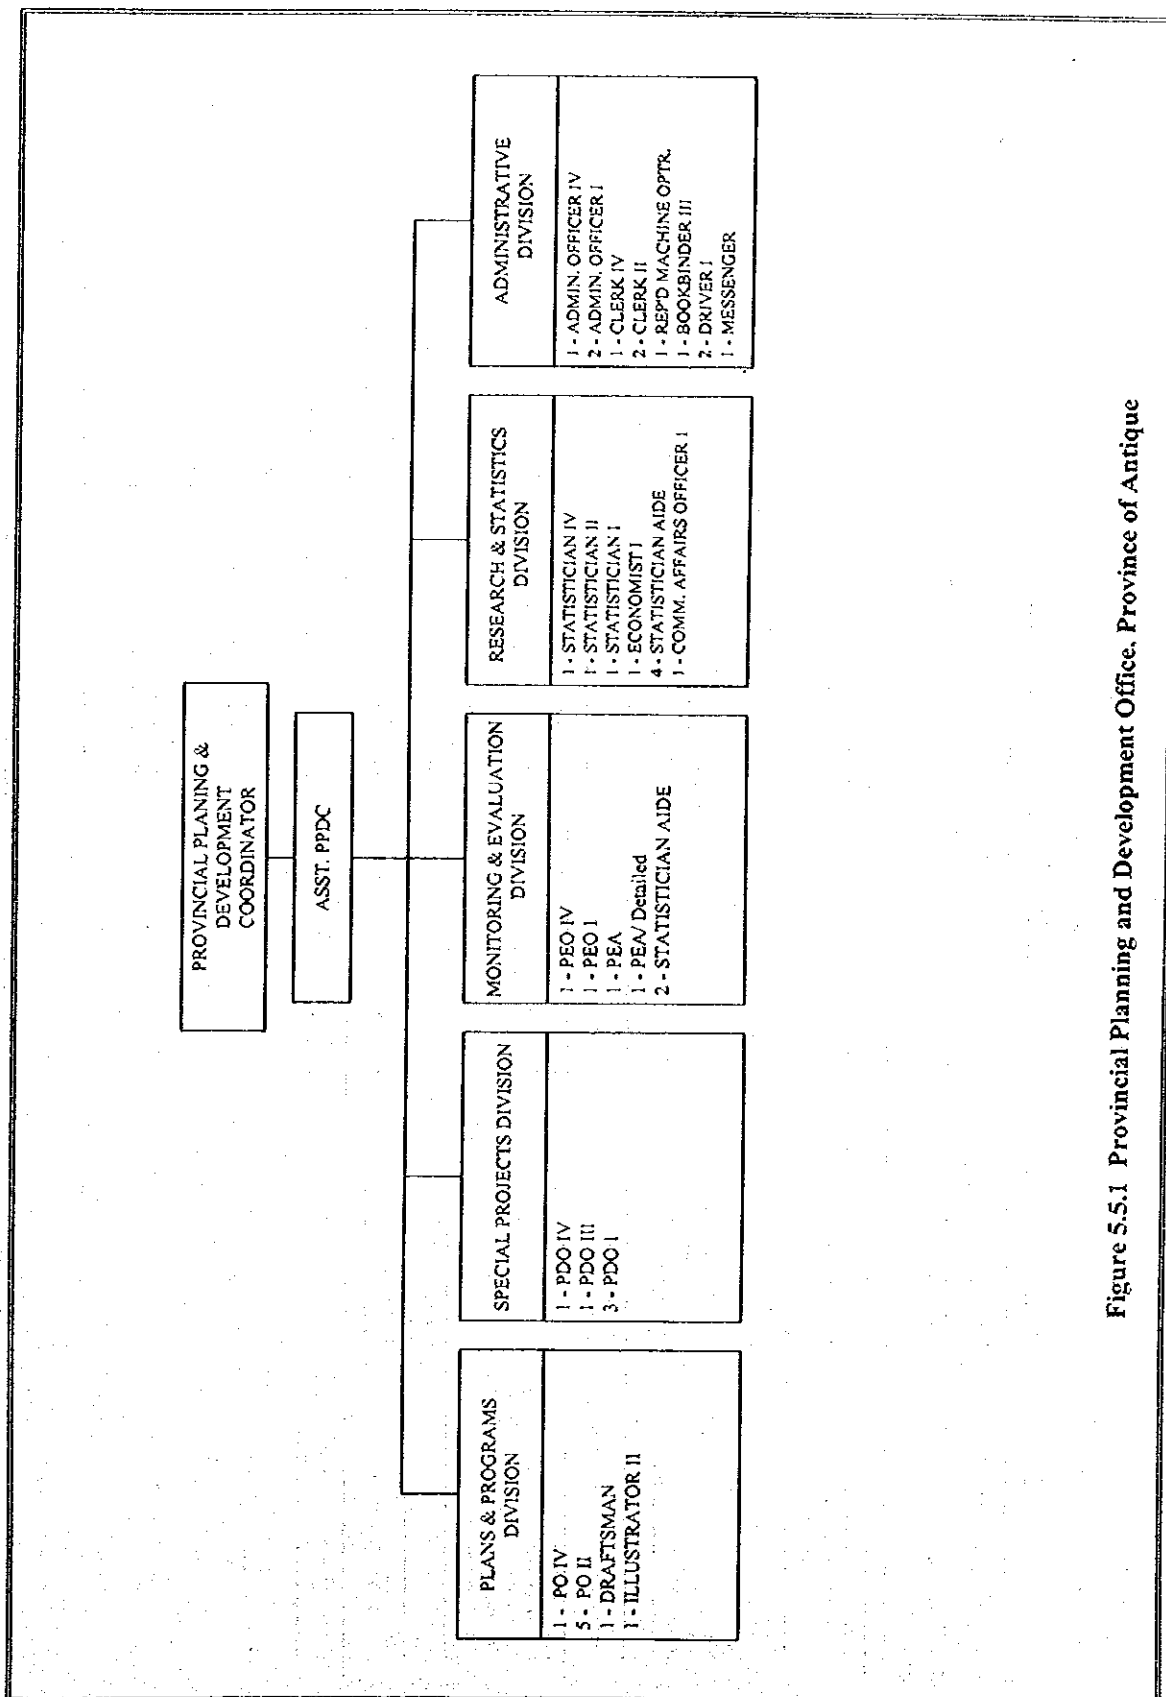 PROVINCIAL PLANING &
DEVELOPMENT
COORDINATOR
ASST. PPDC
PLANS & PROGRAMS
DIVISION
1 - PO IV
5 - PO II
1 - DRAFTSMAN
1 - ILLUSTRATOR II
SPECIAL PROJECTS DIVISION
1 - PDO IV
1 - PDO III
3 - PDO I
MONITORING & EVALUATION
DIVISION
1 - PEO IV
1 - PEO I
1 - PEA
1 - PEA/ Detailed
2 - STATISTICIAN AIDE
RESEARCH & STATISTICS
DIVISION
1 - STATISTICIAN IV
1 - STATISTICIAN II
1 - STATISTICIAN I
1 - ECONOMIST I
4 - STATISTICIAN AIDE
1 - COMM. AFFAIRS OFFICER I
ADMINISTRATIVE
DIVISION
1 - ADMIN. OFFICER IV
2 - ADMIN. OFFICER I
1 - CLERK IV
2 - CLERK II
1 - REP'D MACHINE OPTR.
1 - BOOKBINDER III
2 - DRIVER I
1 - MESSENGER
Figure 5.5.1 Provincial Planning and Development Office, Province of Antique